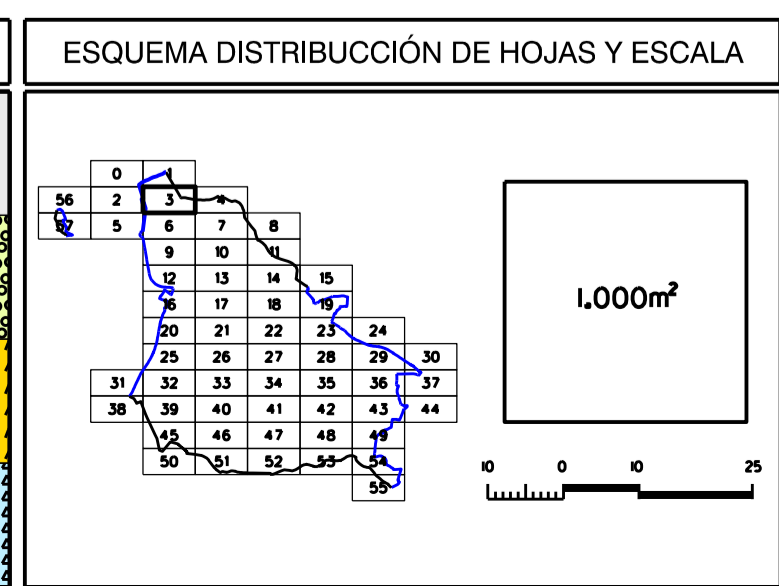 ESQUEMA DISTRIBUCCIÓN DE HOJAS Y ESCALA
0 1
56 2 3 4
57 5 6 7 8
9 10 11
12 13 14 15
16 17 18 19
20 21 22 23 24
25 26 27 28 29 30
31 32 33 34 35 36 37
38 39 40 41 42 43 44
45 46 47 48 49
50 51 52 53 54
55
1.000m²
10 0 10 25